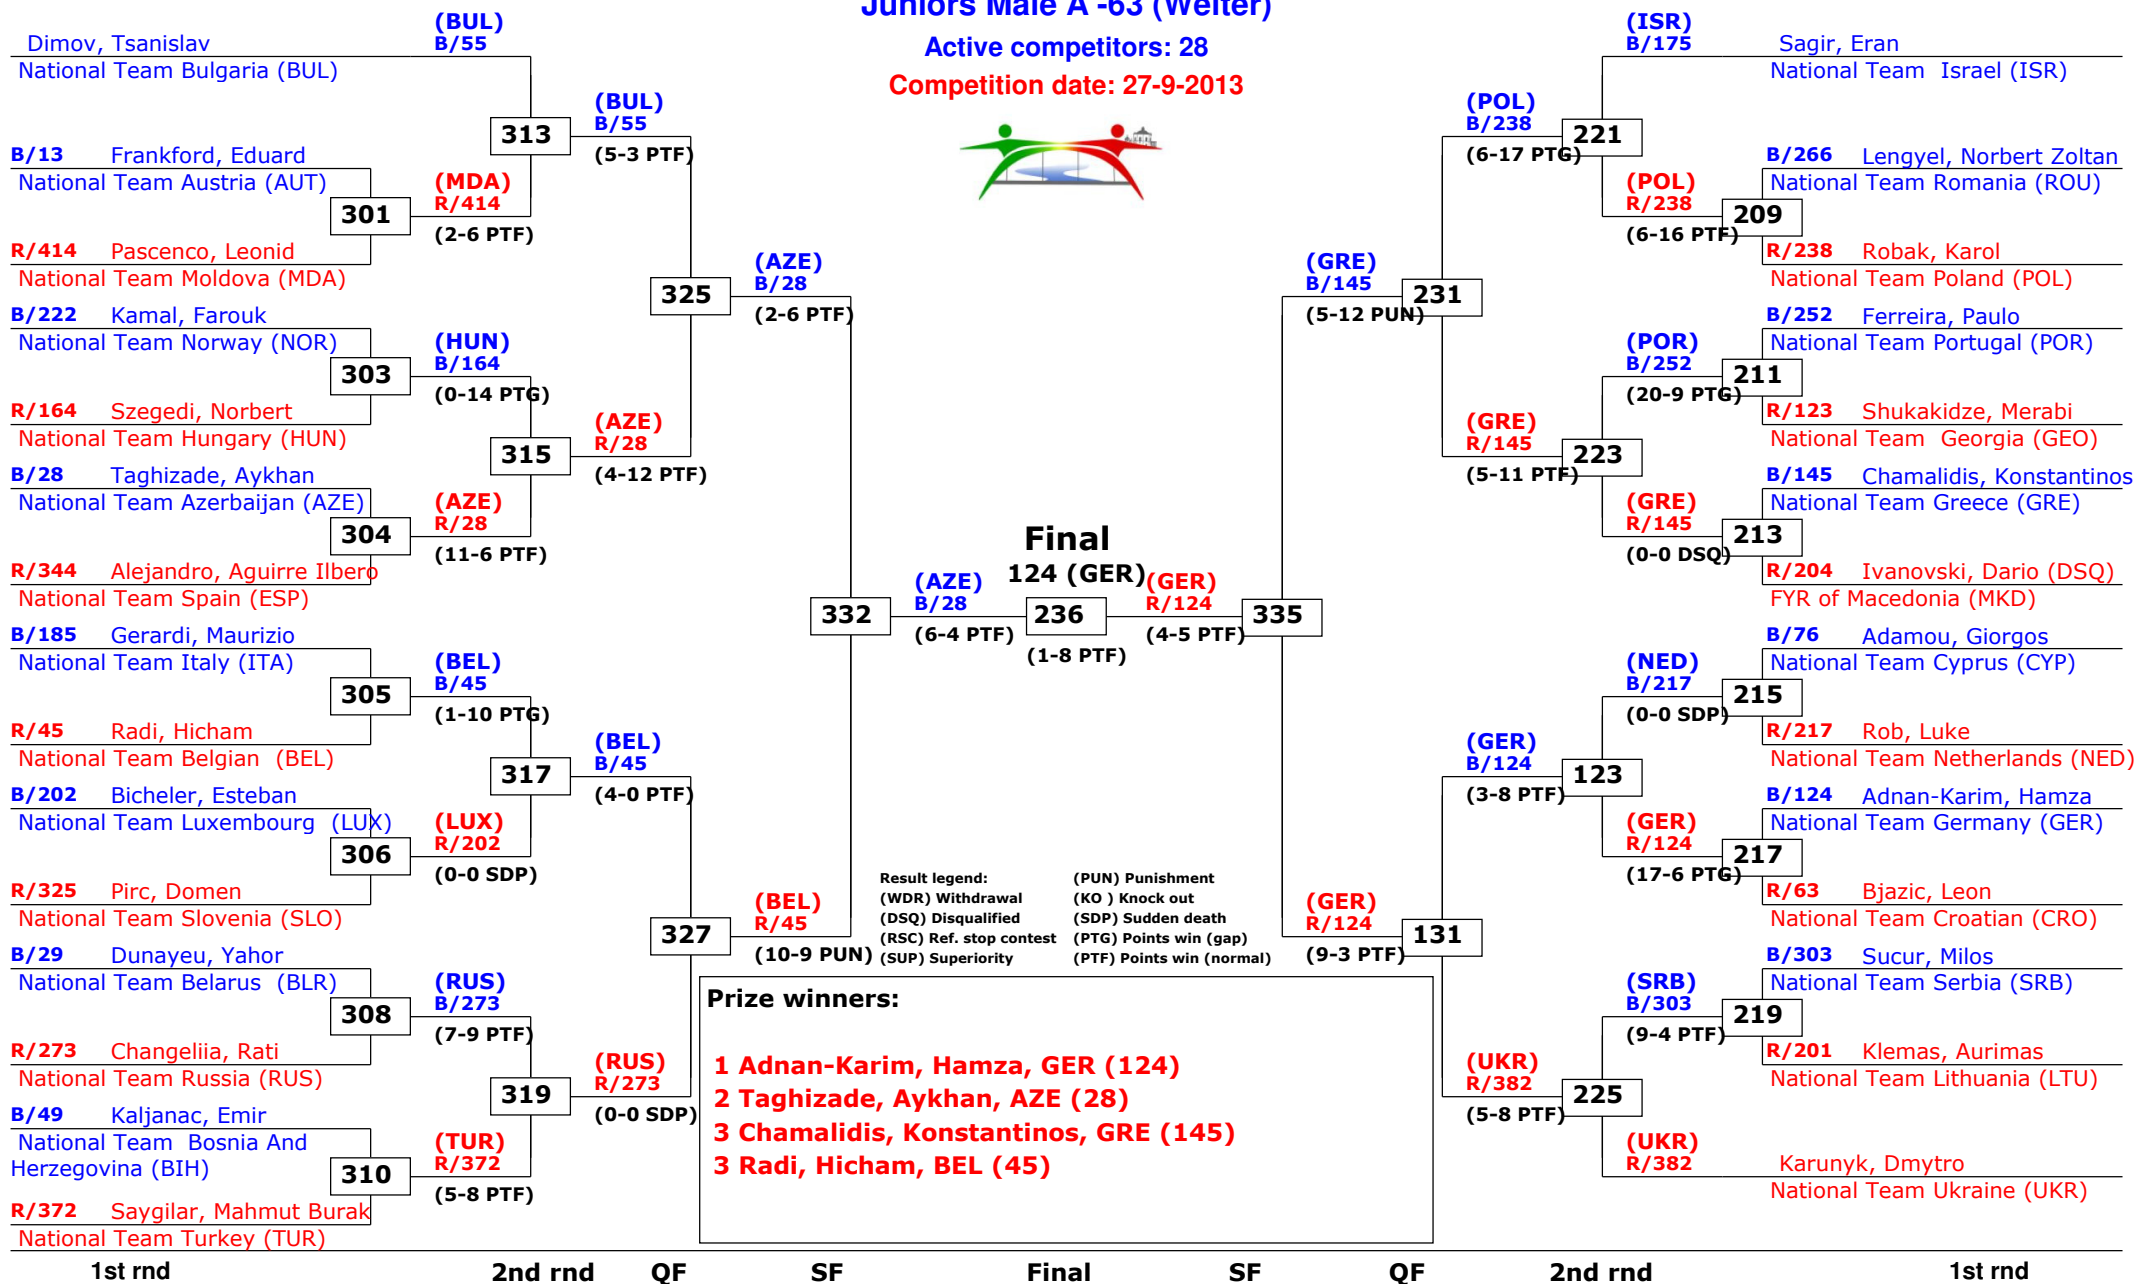 Juniors Male A -63 (Welter)
Active competitors: 28
Competition date: 27-9-2013
(BUL)
B/55
Dimov, Tsanislav
National Team Bulgaria (BUL)
(BUL)
B/55
313
(5-3 PTF)
B/13 Frankford, Eduard
National Team Austria (AUT)
(MDA)
R/414
301
(2-6 PTF)
R/414 Pascenco, Leonid
National Team Moldova (MDA)
(AZE)
B/28
325
(2-6 PTF)
B/222 Kamal, Farouk
National Team Norway (NOR)
(HUN)
B/164
303
(0-14 PTG)
R/164 Szegedi, Norbert
National Team Hungary (HUN)
(AZE)
R/28
315
(4-12 PTF)
B/28 Taghizade, Aykhan
National Team Azerbaijan (AZE)
(AZE)
R/28
304
(11-6 PTF)
R/344 Alejandro, Aguirre Ilbero
National Team Spain (ESP)
332
(AZE)
B/28
(6-4 PTF)
B/185 Gerardi, Maurizio
National Team Italy (ITA)
(BEL)
B/45
305
(1-10 PTG)
R/45 Radi, Hicham
National Team Belgian (BEL)
(BEL)
B/45
317
(4-0 PTF)
B/202 Bicheler, Esteban
National Team Luxembourg (LUX)
(LUX)
R/202
306
(0-0 SDP)
R/325 Pirc, Domen
National Team Slovenia (SLO)
(BEL)
R/45
327
(10-9 PUN)
B/29 Dunayeu, Yahor
National Team Belarus (BLR)
(RUS)
B/273
308
(7-9 PTF)
R/273 Changeliia, Rati
National Team Russia (RUS)
(RUS)
R/273
319
(0-0 SDP)
B/49 Kaljanac, Emir
National Team Bosnia And
Herzegovina (BIH)
(TUR)
R/372
310
(5-8 PTF)
R/372 Saygilar, Mahmut Burak
National Team Turkey (TUR)
Final
124 (GER)
236
(1-8 PTF)
(GER)
R/124
335
(4-5 PTF)
(ISR)
B/175
Sagir, Eran
National Team Israel (ISR)
(POL)
B/238
221
(6-17 PTG)
B/266 Lengyel, Norbert Zoltan
National Team Romania (ROU)
(POL)
R/238
209
(6-16 PTF)
R/238 Robak, Karol
National Team Poland (POL)
(GRE)
B/145
231
(5-12 PUN)
B/252 Ferreira, Paulo
National Team Portugal (POR)
(POR)
B/252
211
(20-9 PTG)
R/123 Shukakidze, Merabi
National Team Georgia (GEO)
(GRE)
R/145
223
(5-11 PTF)
B/145 Chamalidis, Konstantinos
National Team Greece (GRE)
(GRE)
R/145
213
(0-0 DSQ)
R/204 Ivanovski, Dario (DSQ)
FYR of Macedonia (MKD)
B/76 Adamou, Giorgos
National Team Cyprus (CYP)
(NED)
B/217
215
(0-0 SDP)
R/217 Rob, Luke
National Team Netherlands (NED)
(GER)
B/124
123
(3-8 PTF)
B/124 Adnan-Karim, Hamza
National Team Germany (GER)
(GER)
R/124
217
(17-6 PTG)
R/63 Bjazic, Leon
National Team Croatian (CRO)
(GER)
R/124
131
(9-3 PTF)
B/303 Sucur, Milos
National Team Serbia (SRB)
(SRB)
B/303
219
(9-4 PTF)
R/201 Klemas, Aurimas
National Team Lithuania (LTU)
(UKR)
R/382
225
(5-8 PTF)
(UKR)
R/382
Karunyk, Dmytro
National Team Ukraine (UKR)
Result legend: (PUN) Punishment
(WDR) Withdrawal (KO ) Knock out
(DSQ) Disqualified (SDP) Sudden death
(RSC) Ref. stop contest (PTG) Points win (gap)
(SUP) Superiority (PTF) Points win (normal)
Prize winners:
1 Adnan-Karim, Hamza, GER (124)
2 Taghizade, Aykhan, AZE (28)
3 Chamalidis, Konstantinos, GRE (145)
3 Radi, Hicham, BEL (45)
1st rnd 2nd rnd QF SF Final SF QF 2nd rnd 1st rnd